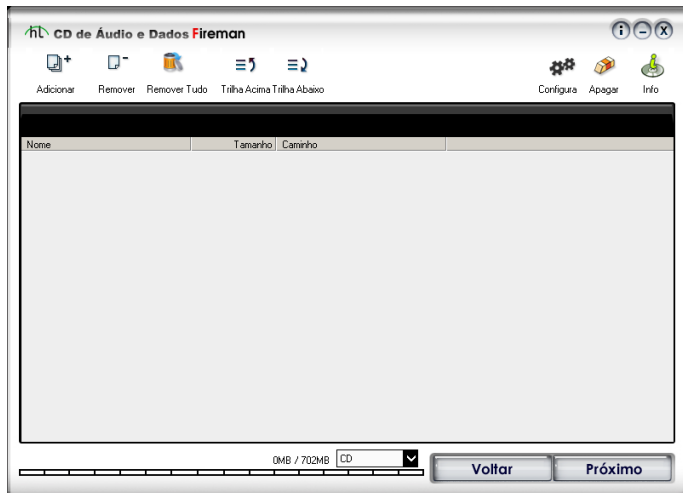 ht CD de Áudio e Dados Fireman
Adicionar Remover Remover Tudo Trilha Acima Trilha Abaixo Configura Apagar Info
Nome Tamanho Caminho
0MB / 702MB CD
Voltar Próximo